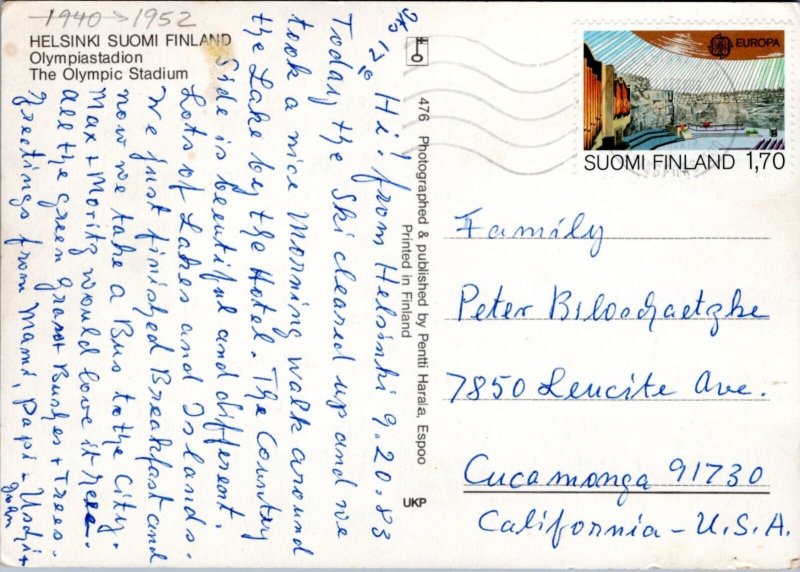 1940 → 1952
HELSINKI SUOMI FINLAND
Olympiastadion
The Olympic Stadium
Hi! from Helsinki 9.20.83
Today the Ski cleared up and we
took a nice Morning walk around
the Lake by the Hotel. The Country
Side is beautiful and different.
Lots of Lakes and Islands.
We just finished Breakfast and
now we take a Bus to the City.
Max + Moritz would love it here.
All the green grass + Bushes + Trees.
Greetings from Mami, Papi +
476 Photographed & published by Pentti Harala, Espoo
Printed in Finland
UKP
EUROPA
SUOMI FINLAND 1,70
Family
Peter
7850 Leucite Ave.
Cucamonga 91730
California - U.S.A.